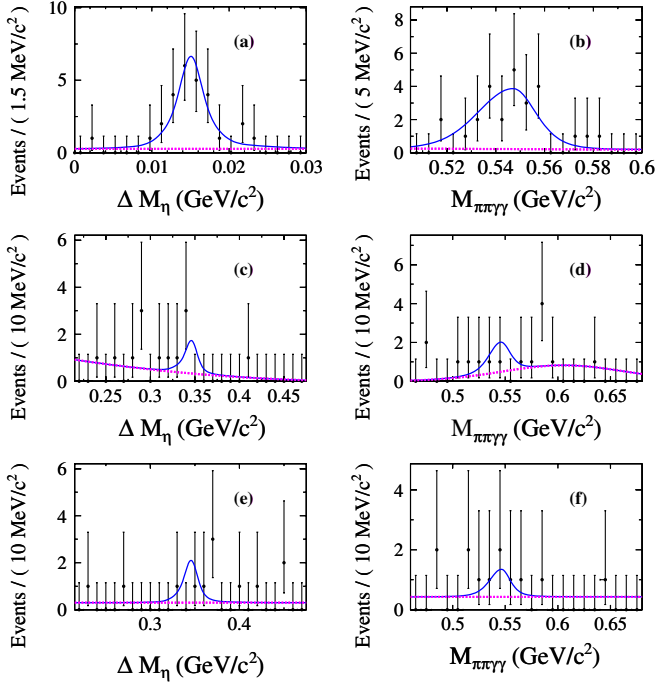 Events / ( 1.5 MeV/c²)
10
5
0
(a)
0 0.01 0.02 0.03
Δ M_η (GeV/c²)
Events / ( 5 MeV/c²)
8
6
4
2
0
(b)
0.52 0.54 0.56 0.58 0.6
M_ππγγ (GeV/c²)
Events / ( 10 MeV/c²)
6
4
2
0
(c)
0.25 0.3 0.35 0.4 0.45
Δ M_η (GeV/c²)
Events / ( 10 MeV/c²)
6
4
2
0
(d)
0.5 0.55 0.6 0.65
M_ππγγ (GeV/c²)
Events / ( 10 MeV/c²)
6
4
2
0
(e)
0.3 0.4
Δ M_η (GeV/c²)
Events / ( 10 MeV/c²)
4
2
0
(f)
0.5 0.55 0.6 0.65
M_ππγγ (GeV/c²)